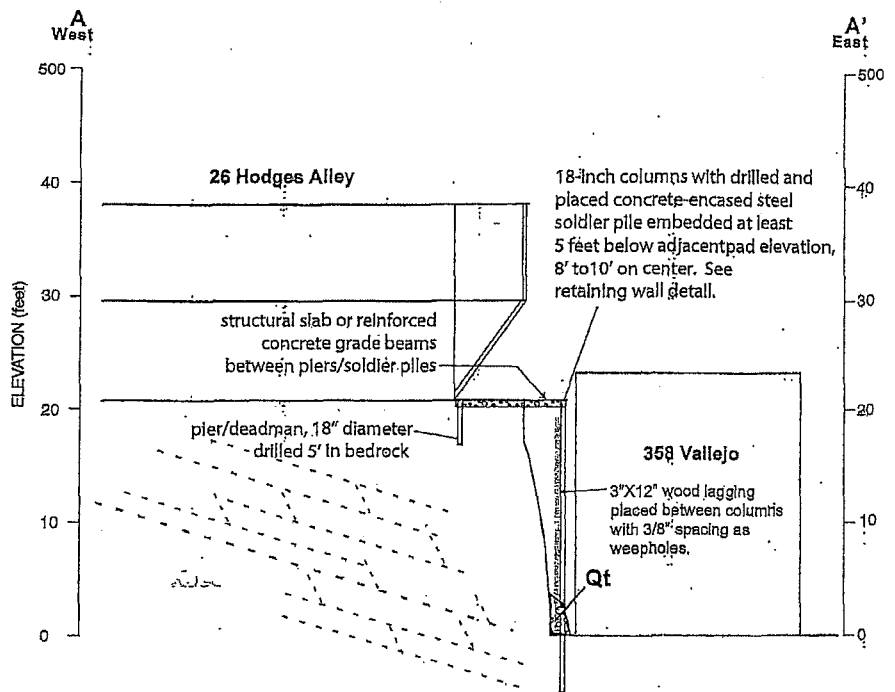 A
West
A'
East
500
500
40
40
30
30
20
20
10
10
0
0
ELEVATION (feet)
26 Hodges Alley
18-inch columns with drilled and
placed concrete-encased steel
soldier pile embedded at least
5 feet below adjacent pad elevation,
8' to 10' on center. See
retaining wall detail.
structural slab or reinforced
concrete grade beams
between piers/soldier piles
pier/deadman, 18" diameter
drilled 5' in bedrock
358 Vallejo
3"X12" wood lagging
placed between columns
with 3/8" spacing as
weepholes.
Qt